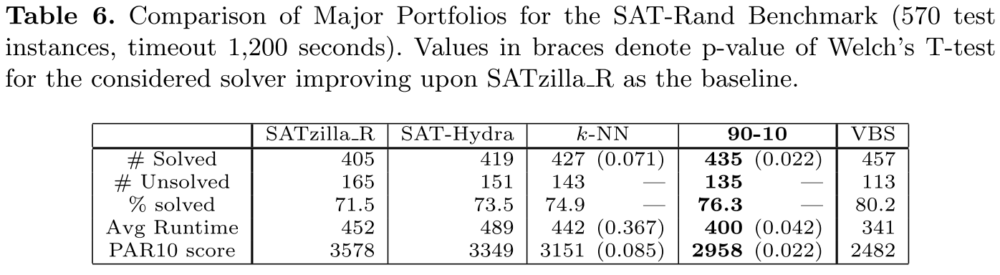 Table 6. Comparison of Major Portfolios for the SAT-Rand Benchmark (570 test
instances, timeout 1,200 seconds). Values in braces denote p-value of Welch's T-test
for the considered solver improving upon SATzilla_R as the baseline.
SATzilla_R SAT-Hydra k-NN 90-10 VBS
# Solved 405 419 427 (0.071) 435 (0.022) 457
# Unsolved 165 151 143 — 135 — 113
% solved 71.5 73.5 74.9 — 76.3 — 80.2
Avg Runtime 452 489 442 (0.367) 400 (0.042) 341
PAR10 score 3578 3349 3151 (0.085) 2958 (0.022) 2482